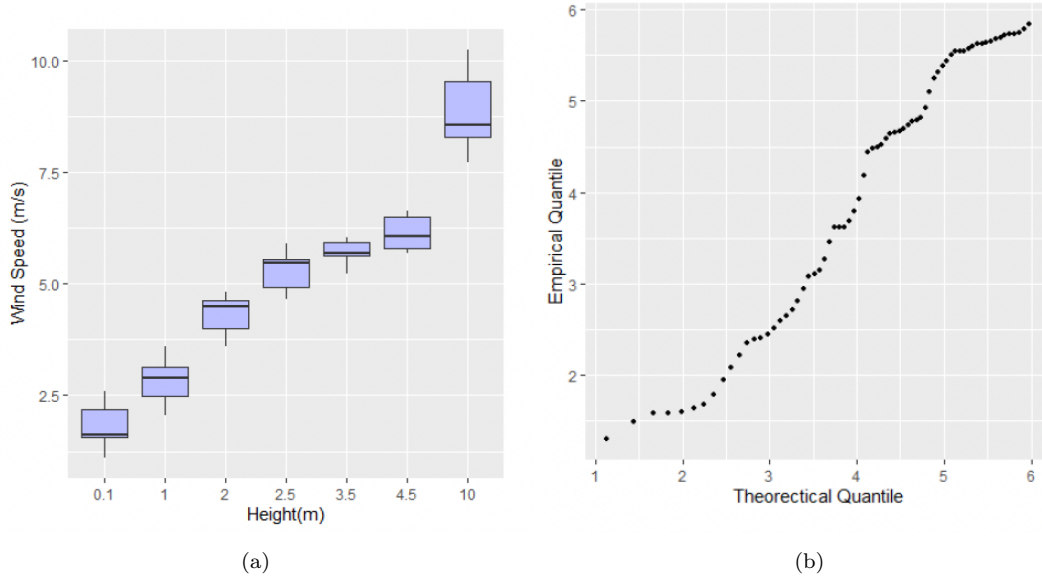 10.0
7.5
5.0
2.5
Wind Speed (m/s)
0.1 1 2 2.5 3.5 4.5 10
Height(m)
(a)
6
5
4
3
2
Empirical Quantile
1 2 3 4 5 6
Theorectical Quantile
(b)